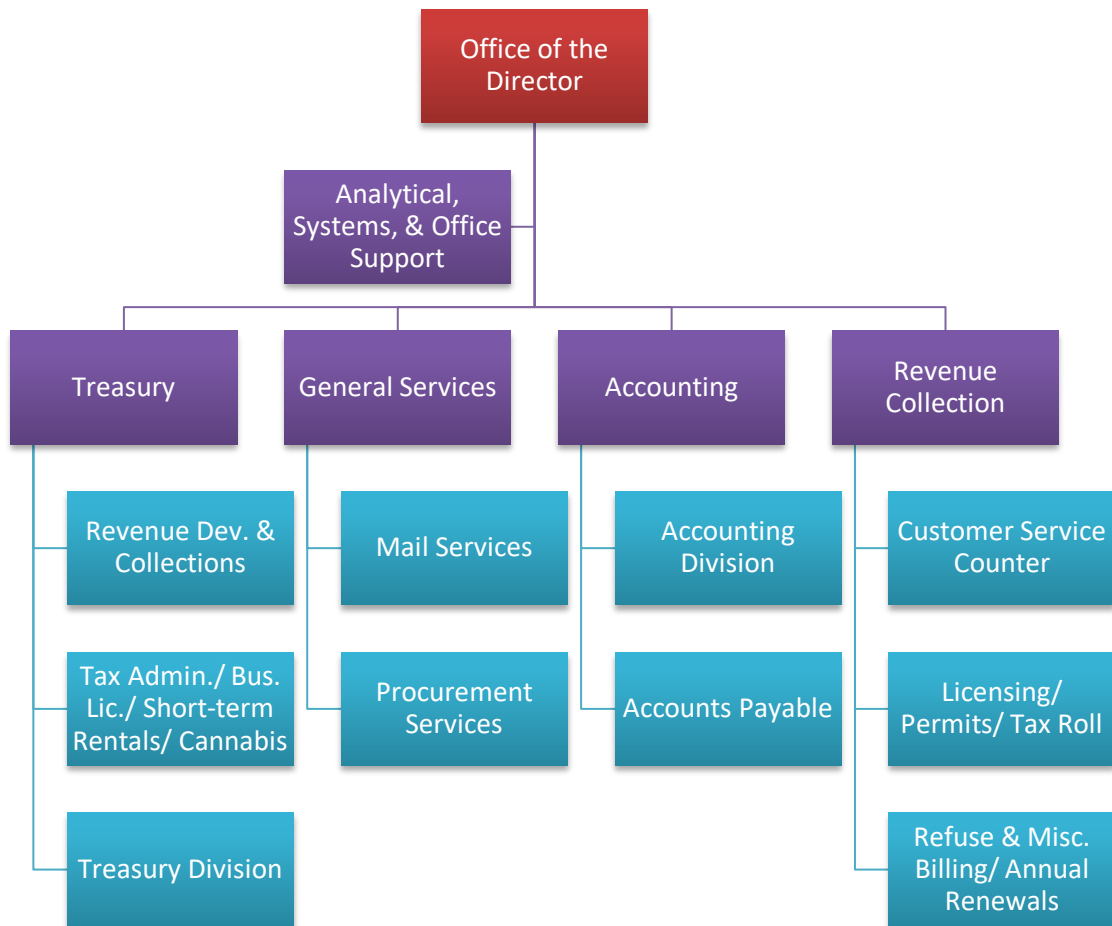 Office of the
Director
Analytical,
Systems, & Office
Support
Treasury
General Services
Accounting
Revenue
Collection
Revenue Dev. &
Collections
Mail Services
Accounting
Division
Customer Service
Counter
Tax Admin./ Bus.
Lic./ Short-term
Rentals/ Cannabis
Procurement
Services
Accounts Payable
Licensing/
Permits/ Tax Roll
Treasury Division
Refuse & Misc.
Billing/ Annual
Renewals